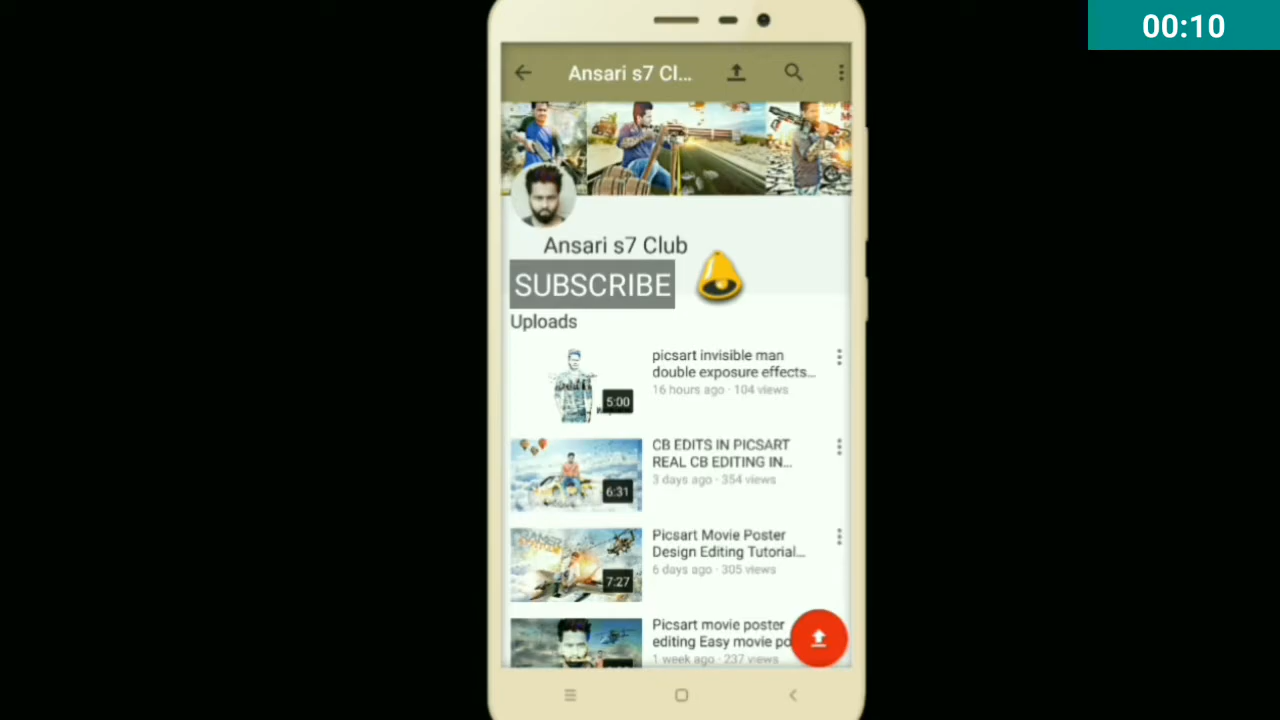 00:10
Ansari s7 Cl...
Ansari s7 Club
SUBSCRIBE
Uploads
picsart invisible man
double exposure effects...
16 hours ago · 104 views
5:00
CB EDITS IN PICSART
REAL CB EDITING IN...
3 days ago · 354 views
6:31
Picsart Movie Poster
Design Editing Tutorial...
6 days ago · 305 views
7:27
Picsart movie poster
editing Easy movie po
1 week ago · 237 views